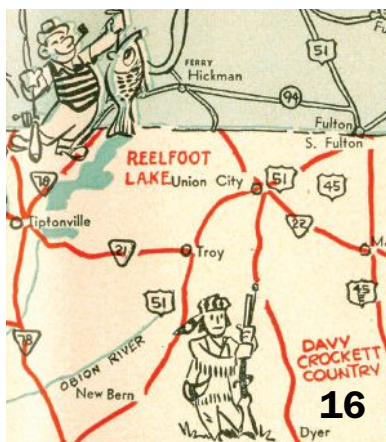 51
FERRY
Hickman
94
Fulton
S. Fulton
REELFOOT
LAKE
Union City
51
45
78
Tiptonville
22
21
Troy
51
45
78
OBION RIVER
New Bern
DAVY
CROCKETT
COUNTRY
16
Dyer